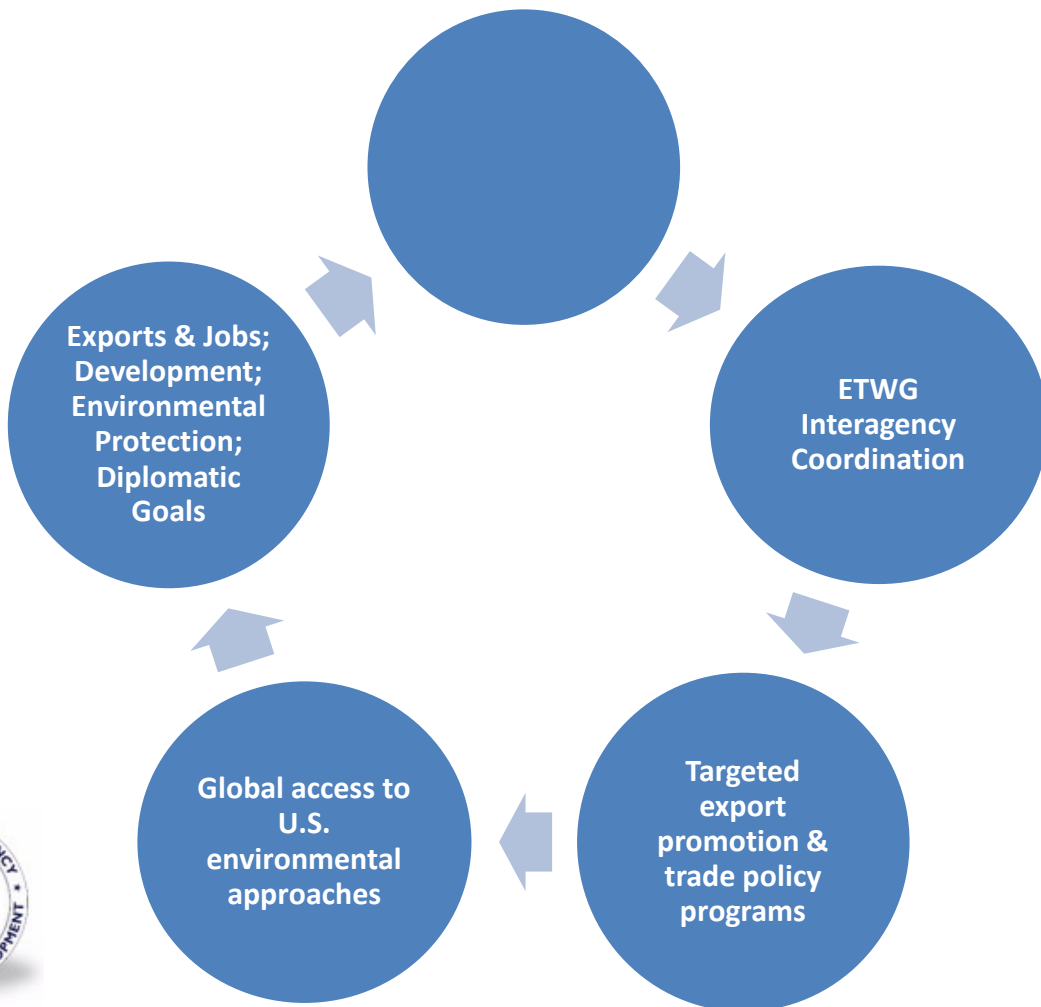 Exports & Jobs;
Development;
Environmental
Protection;
Diplomatic
Goals
ETWG
Interagency
Coordination
Targeted
export
promotion &
trade policy
programs
Global access to
U.S.
environmental
approaches